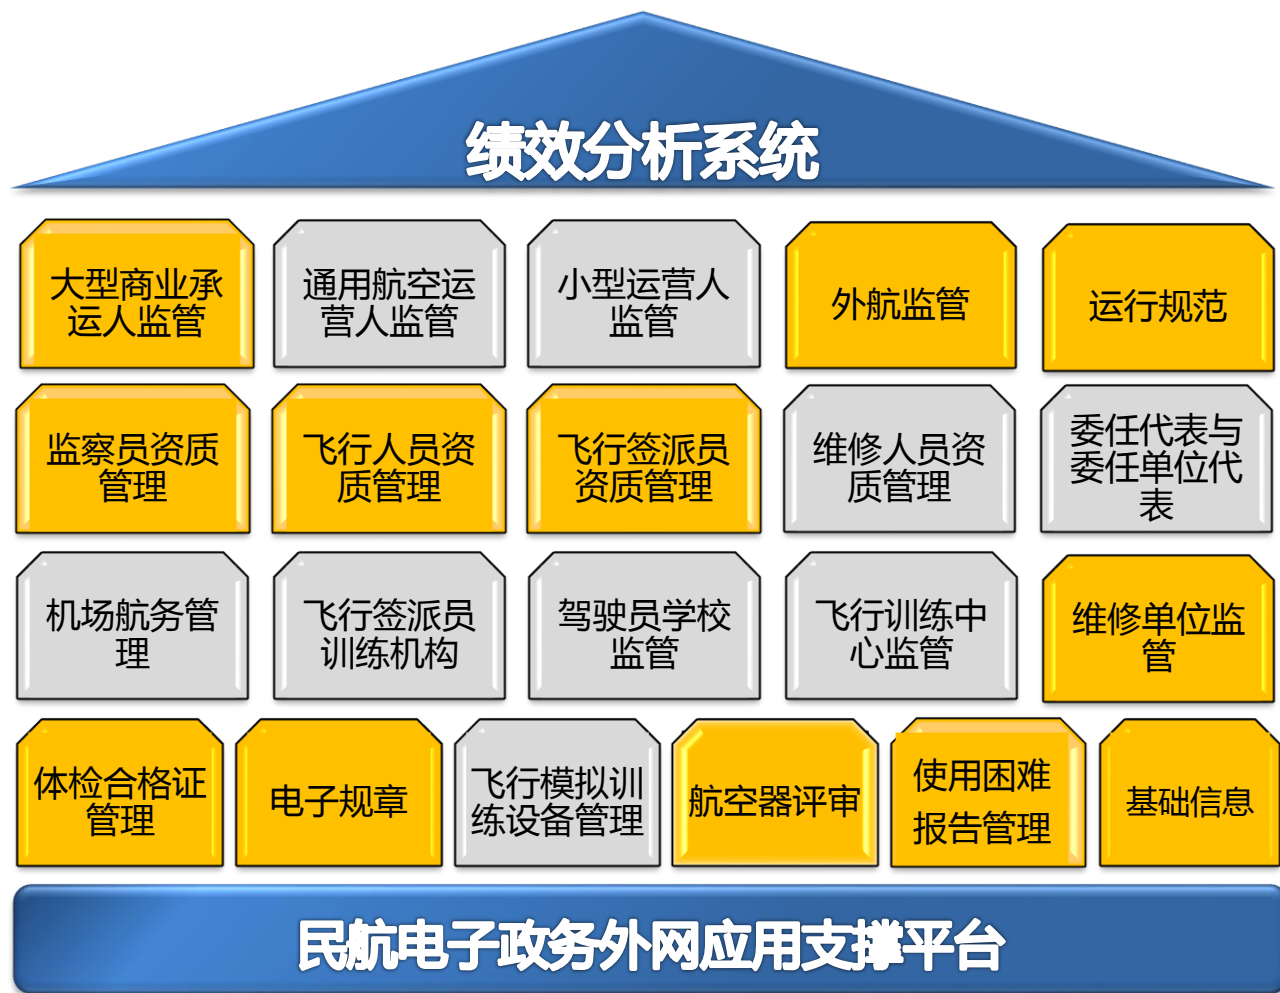 绩效分析系统
大型商业承
运人监管
通用航空运
营人监管
小型运营人
监管
外航监管
运行规范
监察员资质
管理
飞行人员资
质管理
飞行签派员
资质管理
维修人员资
质管理
委任代表与
委任单位代
表
机场航务管
理
飞行签派员
训练机构
驾驶员学校
监管
飞行训练中
心监管
维修单位监
管
体检合格证
管理
电子规章
飞行模拟训
练设备管理
航空器评审
使用困难
报告管理
基础信息
民航电子政务外网应用支撑平台